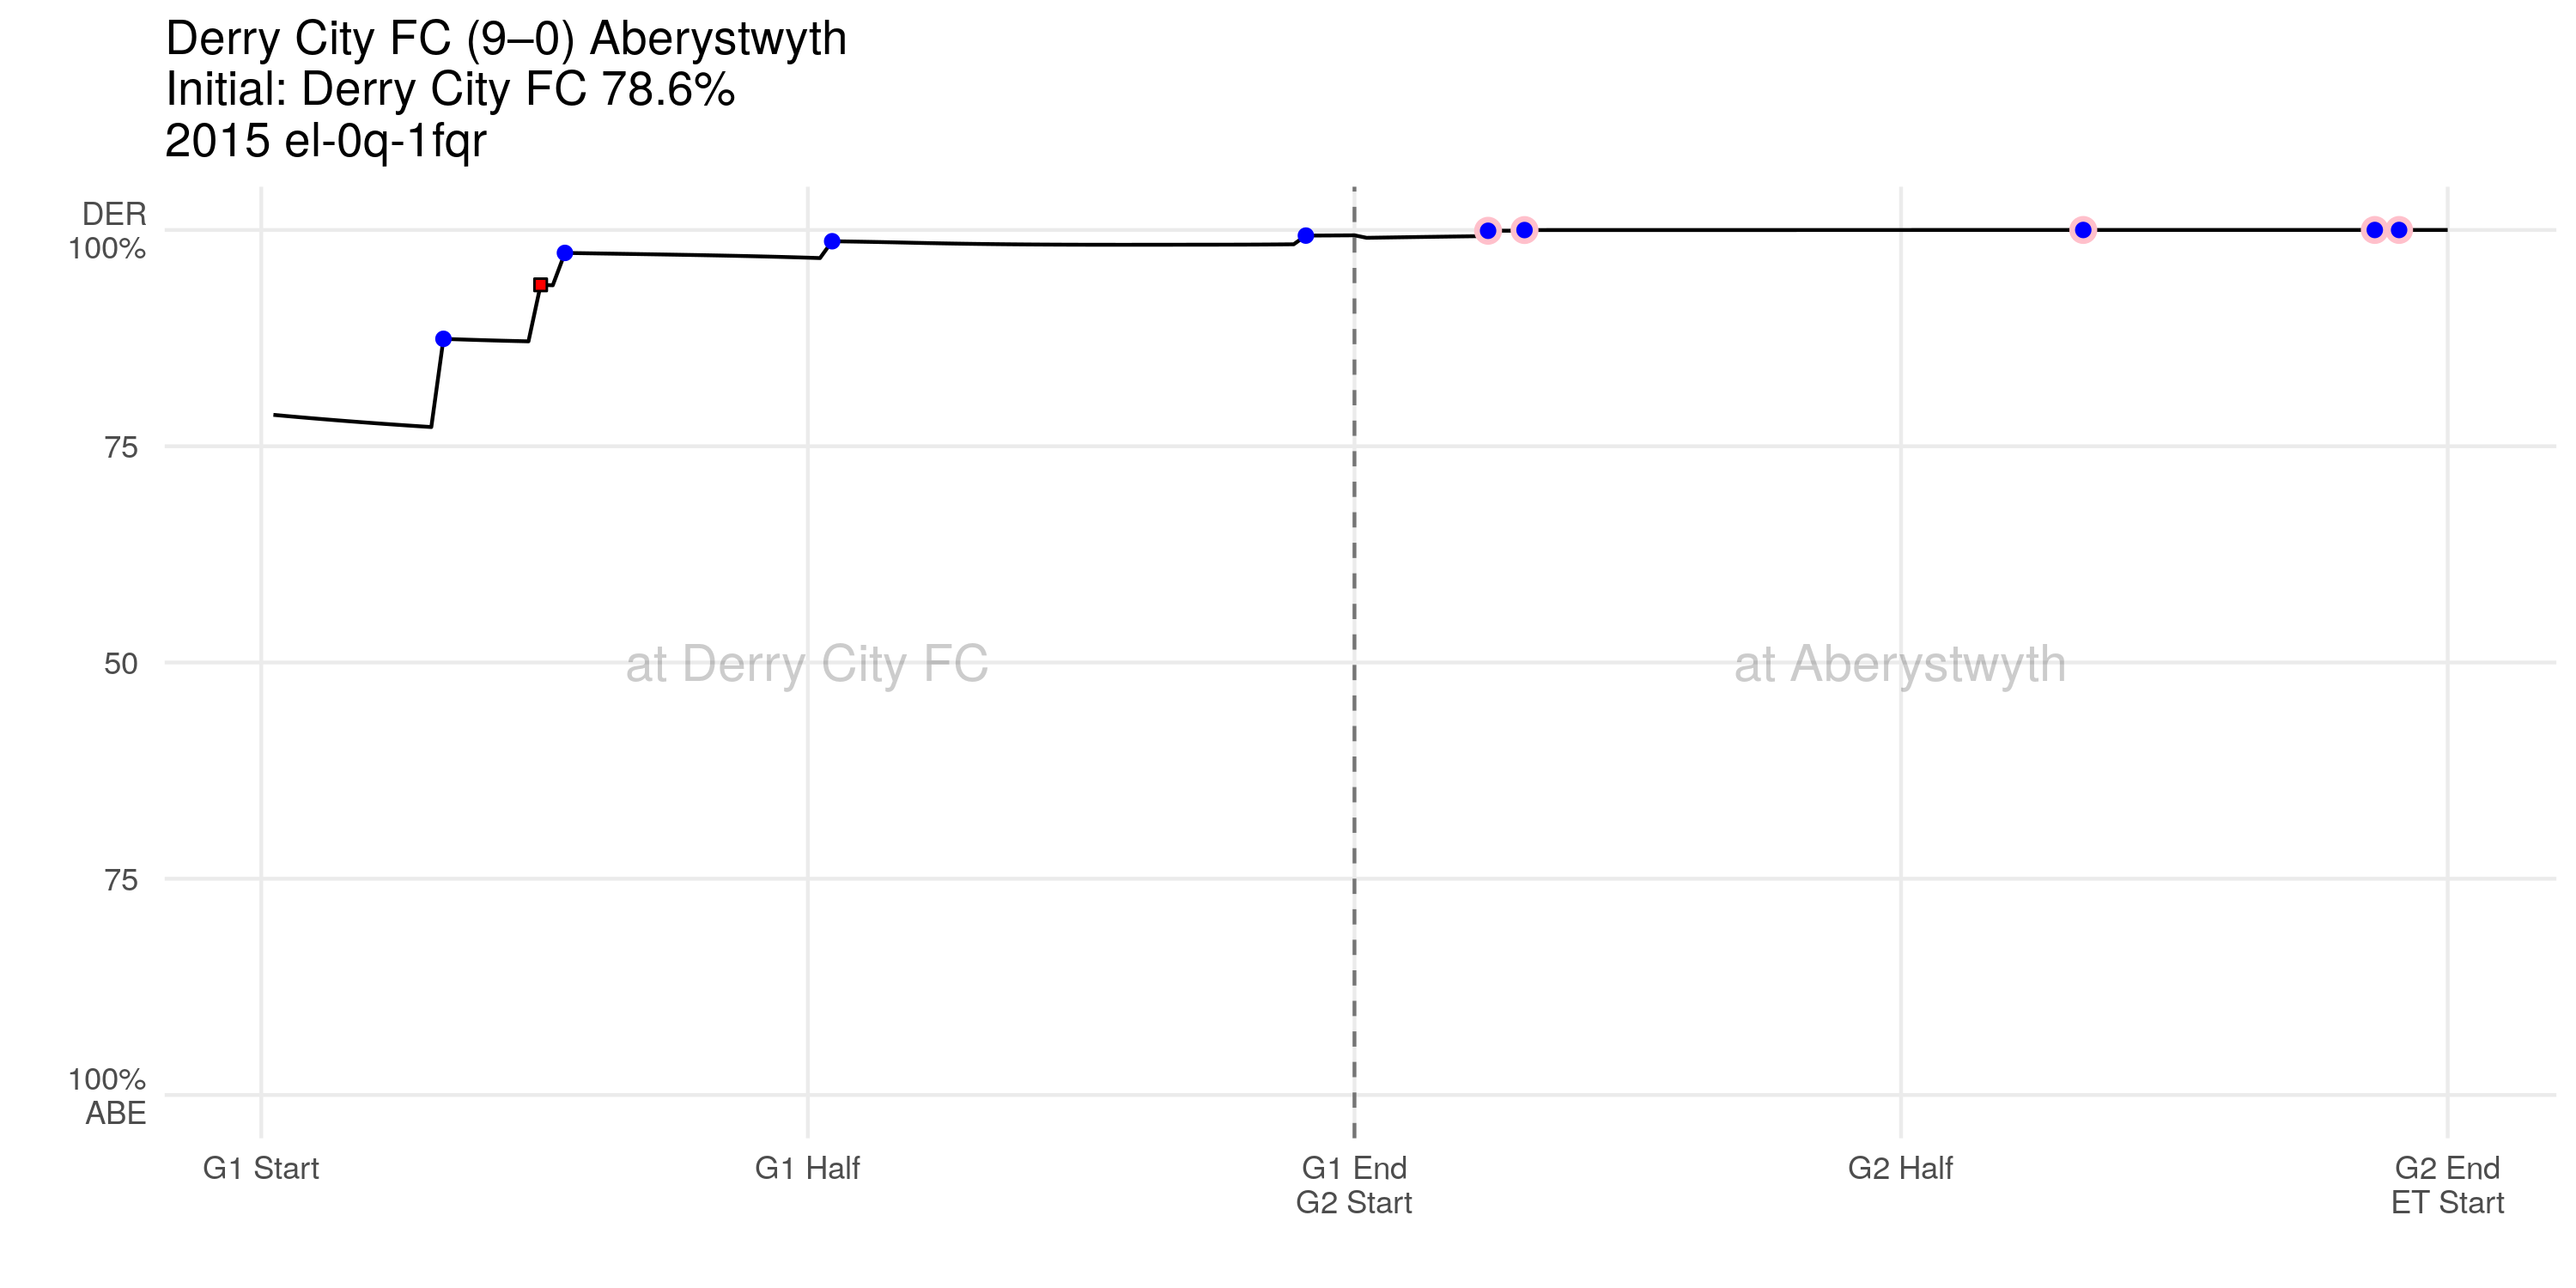 Derry City FC (9–0) Aberystwyth
Initial: Derry City FC 78.6%
2015 el-0q-1fqr
DER
100%
75
50
75
100%
ABE
at Derry City FC
at Aberystwyth
G1 Start
G1 Half
G1 End
G2 Start
G2 Half
G2 End
ET Start